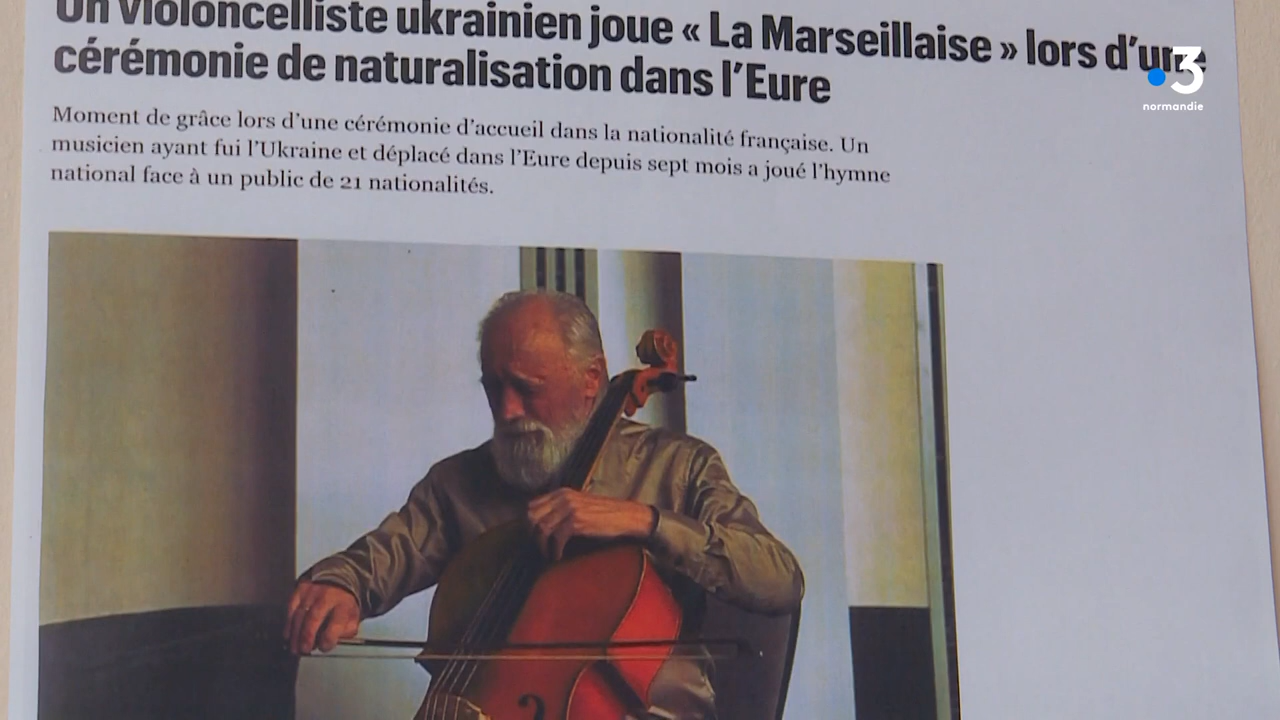 Un violoncelliste ukrainien joue « La Marseillaise » lors d'une
cérémonie de naturalisation dans l'Eure
Moment de grâce lors d'une cérémonie d'accueil dans la nationalité française. Un
musicien ayant fui l'Ukraine et déplacé dans l'Eure depuis sept mois a joué l'hymne
national face à un public de 21 nationalités.
3
normandie